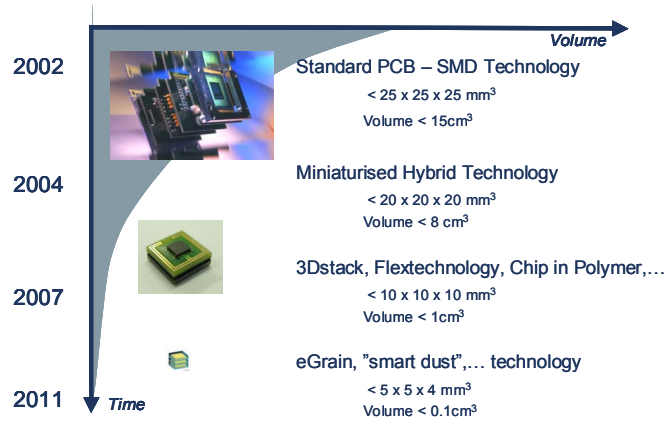 Volume
2002
Standard PCB – SMD Technology
< 25 x 25 x 25 mm³
Volume < 15cm³
2004
Miniaturised Hybrid Technology
< 20 x 20 x 20 mm³
Volume < 8 cm³
2007
3Dstack, Flextechnology, Chip in Polymer,…
< 10 x 10 x 10 mm³
Volume < 1cm³
eGrain, ”smart dust”,… technology
< 5 x 5 x 4 mm³
Volume < 0.1cm³
2011
Time